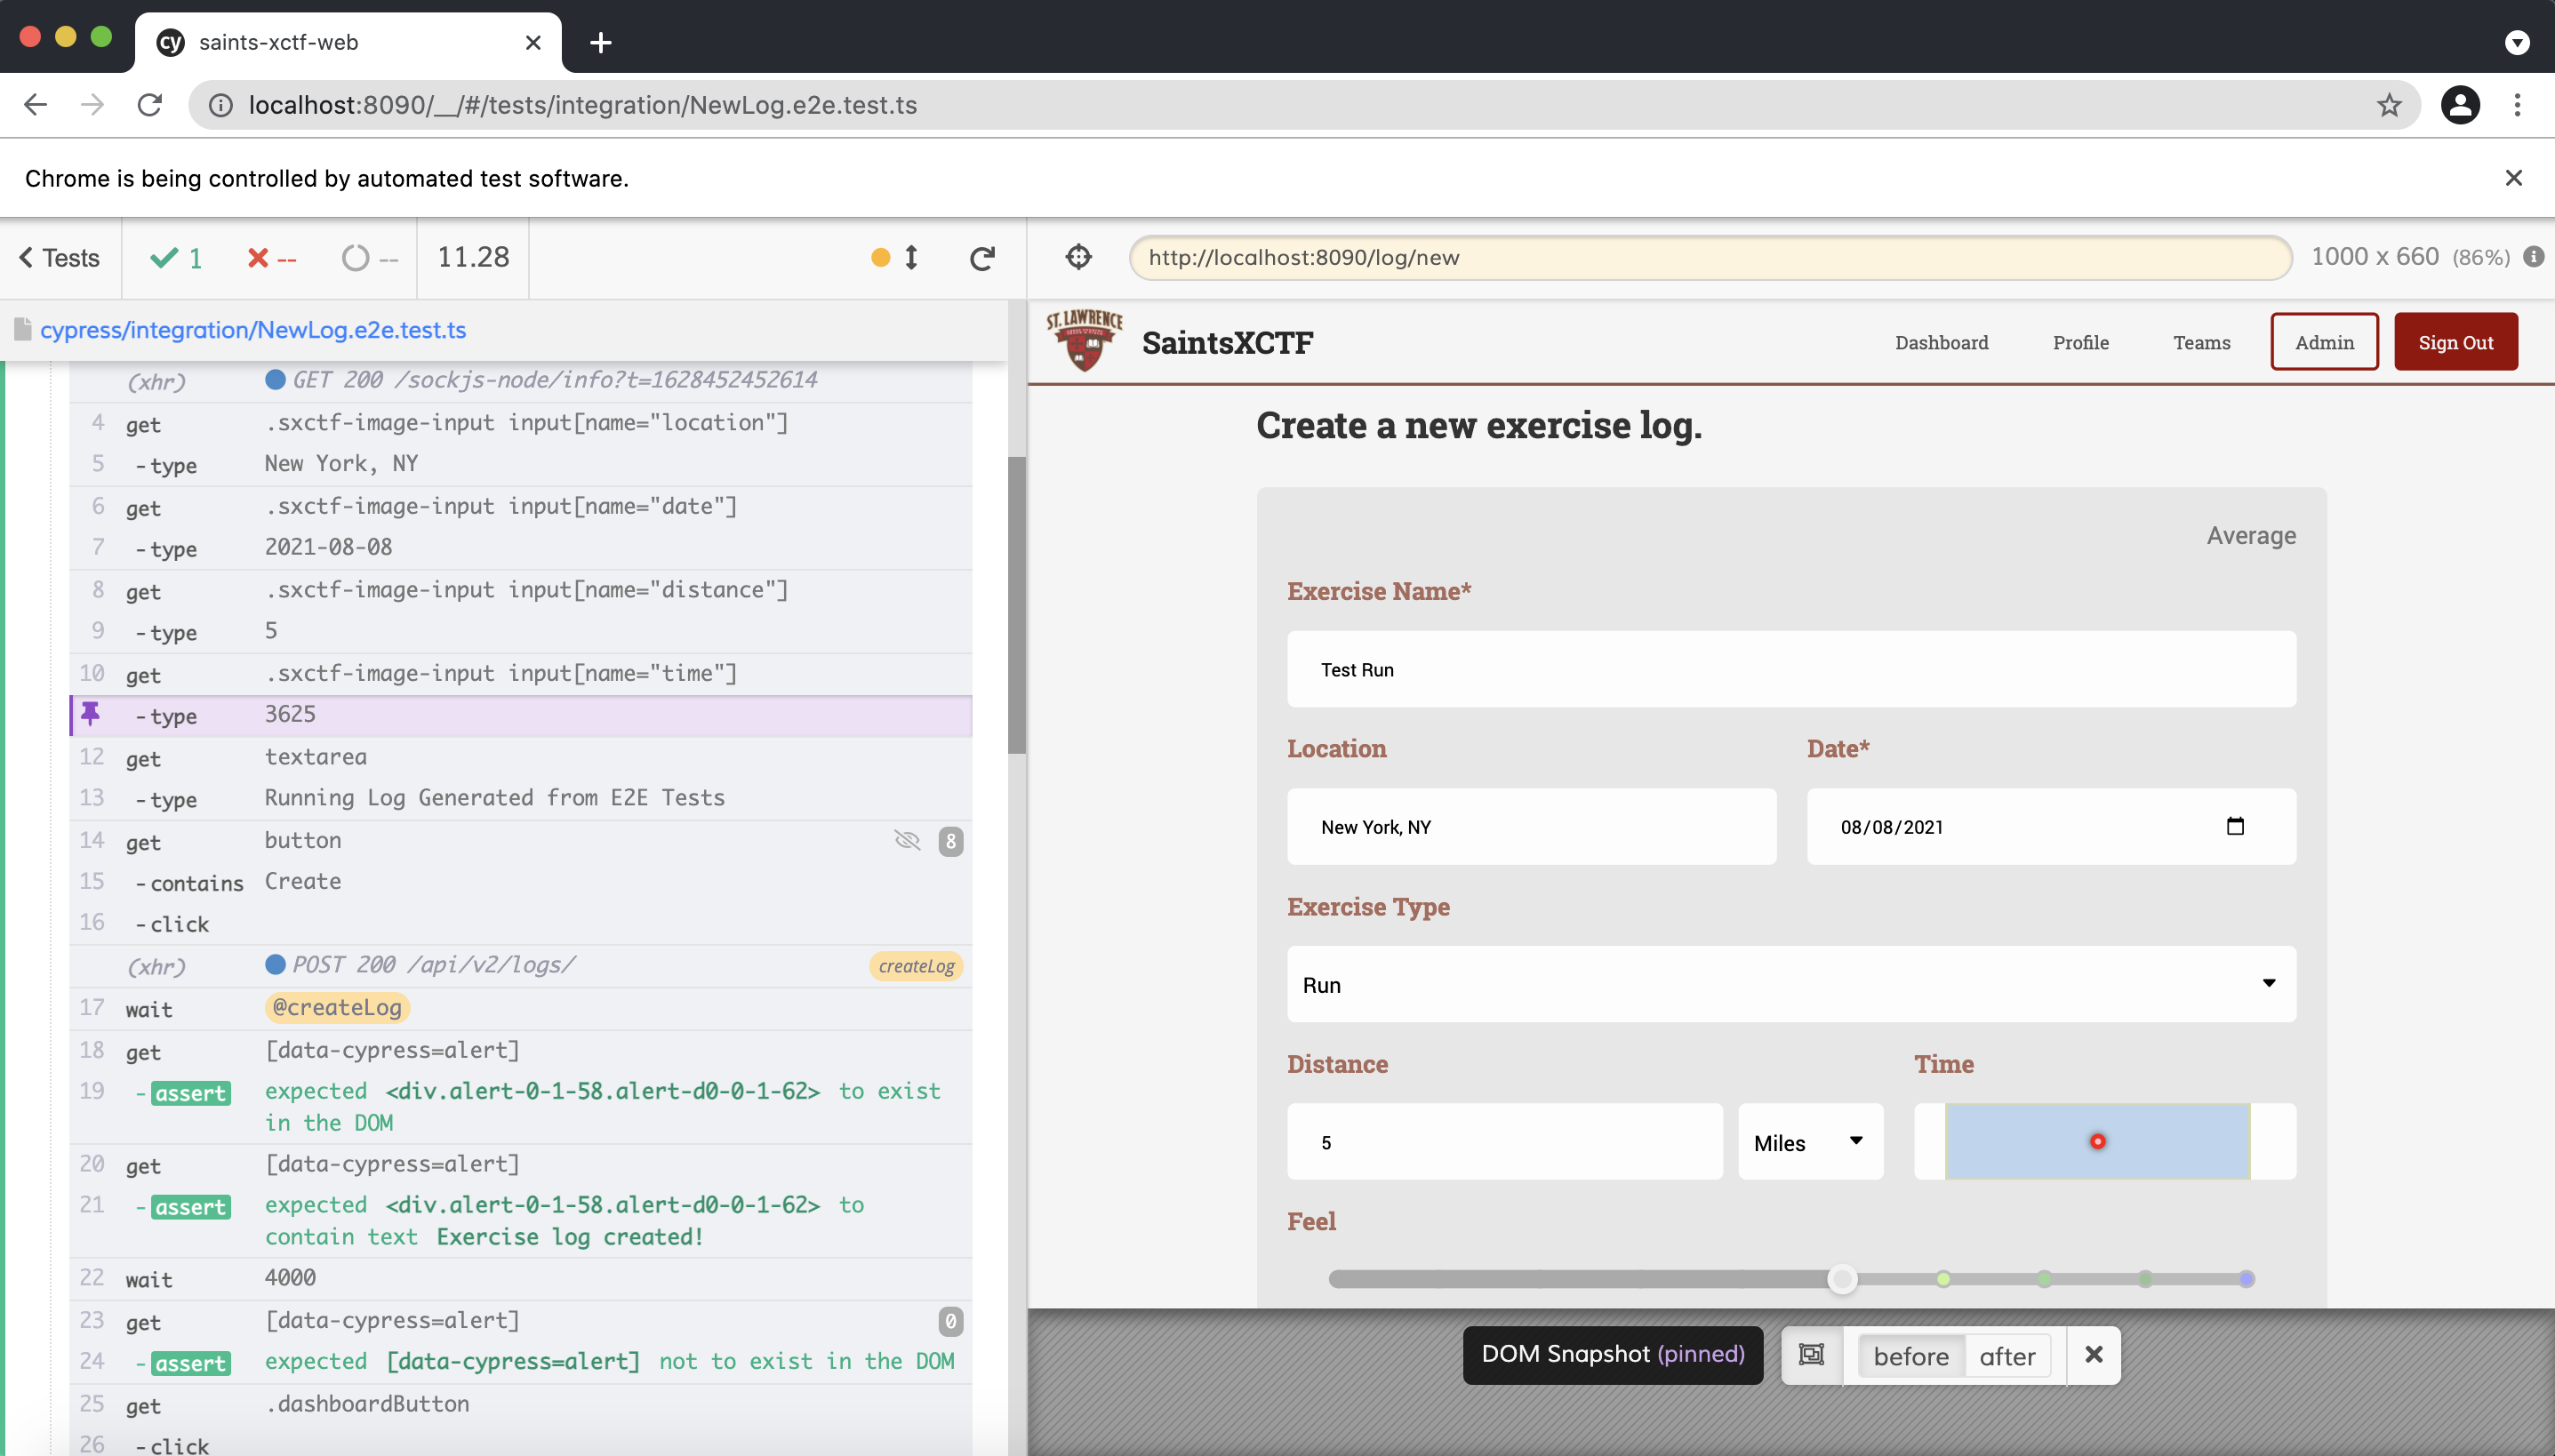 cy saints-xctf-web
localhost:8090/__/#/tests/integration/NewLog.e2e.test.ts
Chrome is being controlled by automated test software.
Tests 1 -- -- 11.28
http://localhost:8090/log/new 1000 x 660 (86%)
cypress/integration/NewLog.e2e.test.ts
(xhr) GET 200 /sockjs-node/info?t=1628452452614
4 get .sxctf-image-input input[name="location"]
5 -type New York, NY
6 get .sxctf-image-input input[name="date"]
7 -type 2021-08-08
8 get .sxctf-image-input input[name="distance"]
9 -type 5
10 get .sxctf-image-input input[name="time"]
-type 3625
12 get textarea
13 -type Running Log Generated from E2E Tests
14 get button 8
15 -contains Create
16 -click
(xhr) POST 200 /api/v2/logs/ createLog
17 wait @createLog
18 get [data-cypress=alert]
19 -assert expected <div.alert-0-1-58.alert-d0-0-1-62> to exist
in the DOM
20 get [data-cypress=alert]
21 -assert expected <div.alert-0-1-58.alert-d0-0-1-62> to
contain text Exercise log created!
22 wait 4000
23 get [data-cypress=alert] 0
24 -assert expected [data-cypress=alert] not to exist in the DOM
25 get .dashboardButton
26 -click
ST. LAWRENCE
SaintsXCTF
Dashboard Profile Teams Admin Sign Out
Create a new exercise log.
Average
Exercise Name*
Test Run
Location Date*
New York, NY 08/08/2021
Exercise Type
Run
Distance Time
5 Miles
Feel
DOM Snapshot (pinned) before after